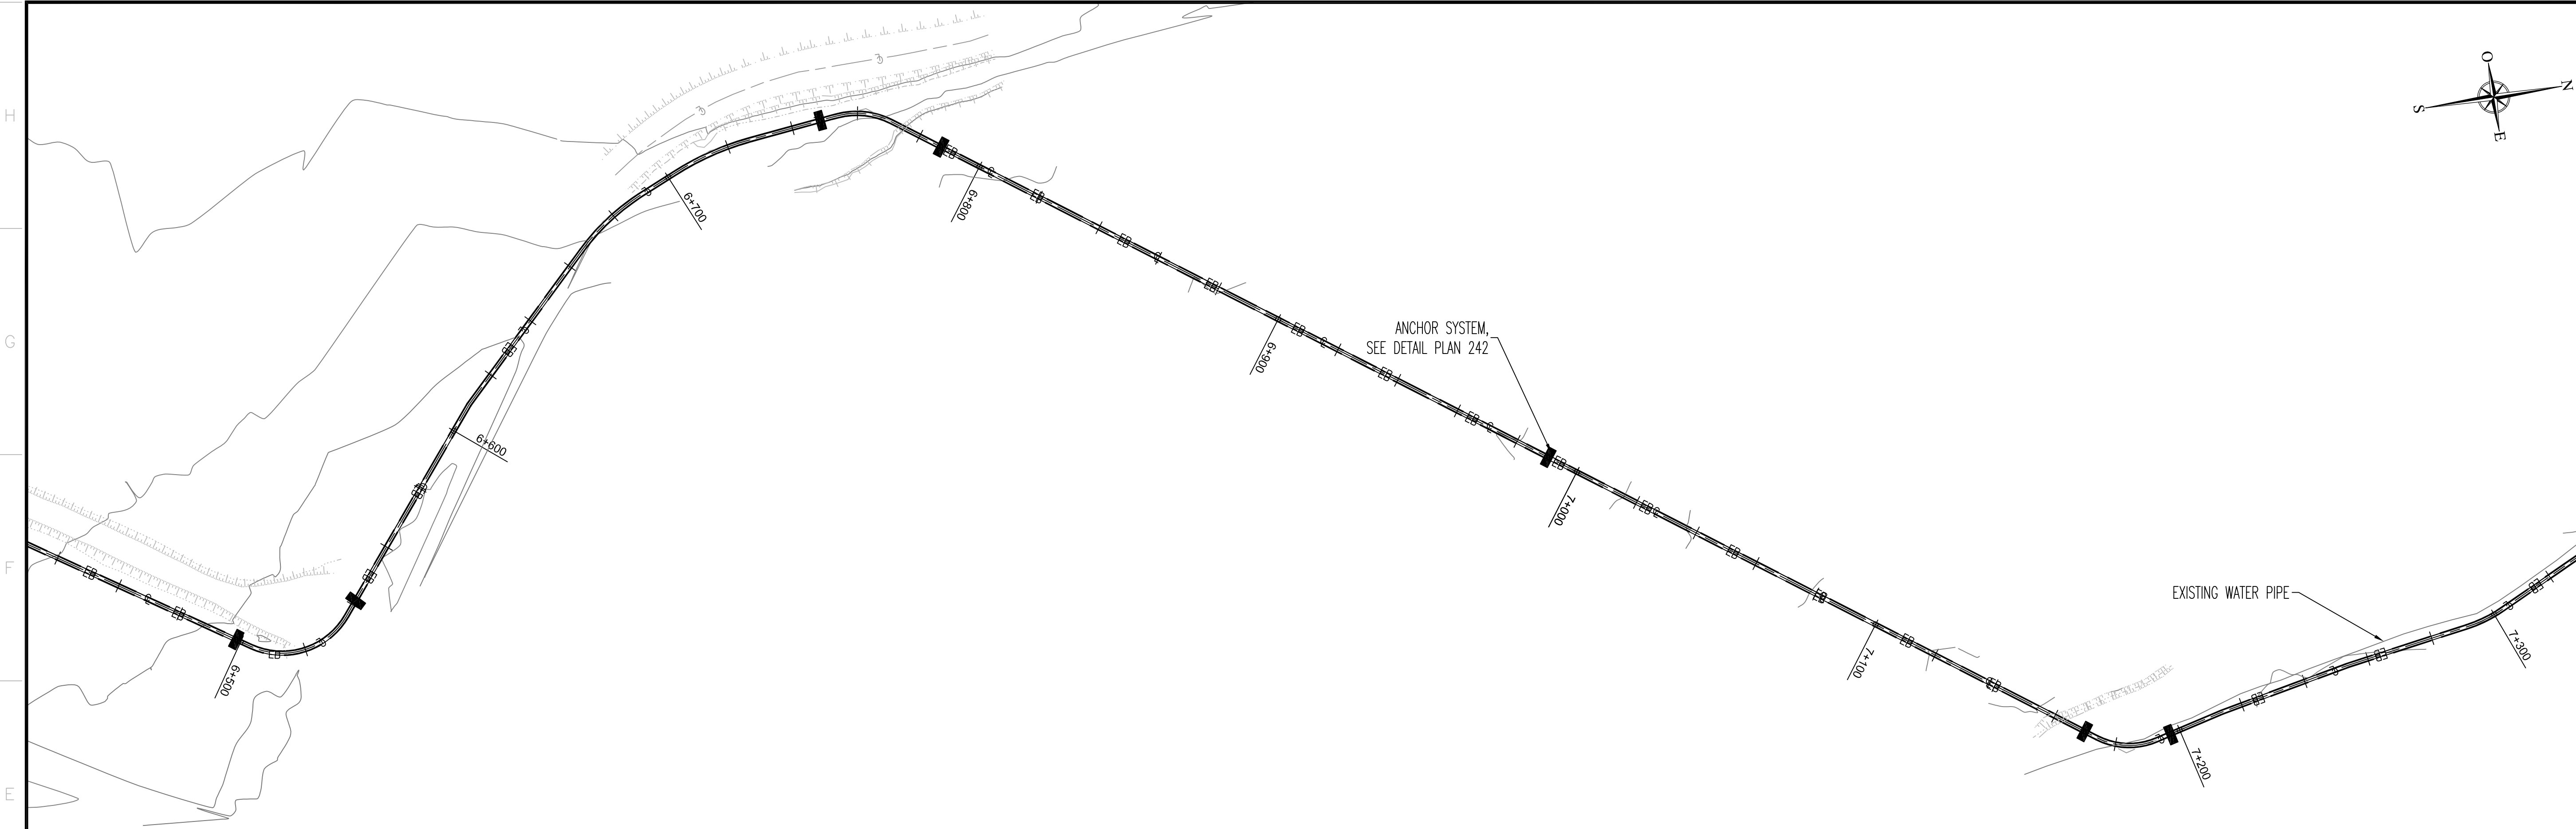 H
G
F
E
O
N
S
E
6+500
6+600
6+700
6+800
6+900
ANCHOR SYSTEM,
SEE DETAIL PLAN 242
7+000
7+100
7+200
EXISTING WATER PIPE
7+300